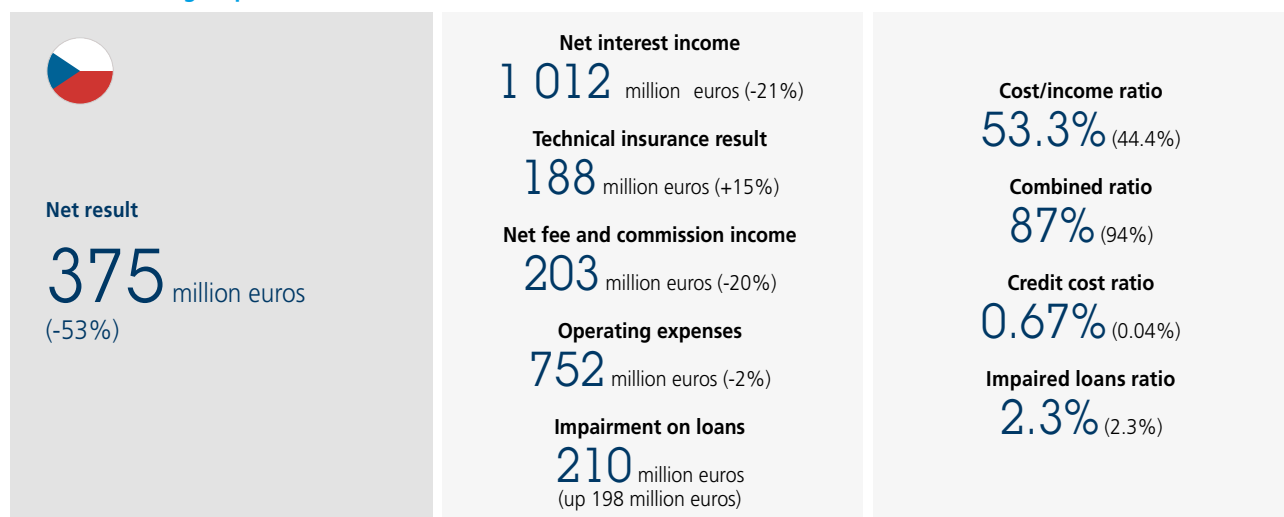 Net result
375 million euros
(-53%)
Net interest income
1 012 million euros (-21%)
Technical insurance result
188 million euros (+15%)
Net fee and commission income
203 million euros (-20%)
Operating expenses
752 million euros (-2%)
Impairment on loans
210 million euros
(up 198 million euros)
Cost/income ratio
53.3% (44.4%)
Combined ratio
87% (94%)
Credit cost ratio
0.67% (0.04%)
Impaired loans ratio
2.3% (2.3%)